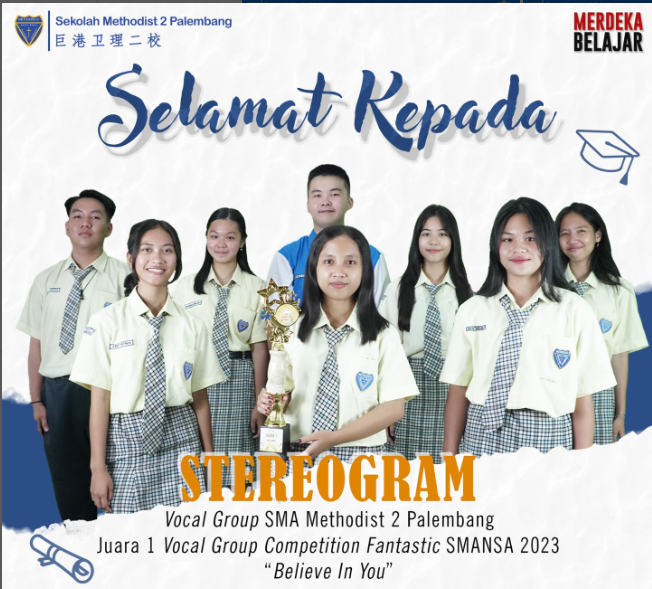 Sekolah Methodist 2 Palembang
巨港卫理二校
MERDEKA
BELAJAR
Selamat Kepada
STEREOGRAM
Vocal Group SMA Methodist 2 Palembang
Juara 1 Vocal Group Competition Fantastic SMANSA 2023
“Believe In You”